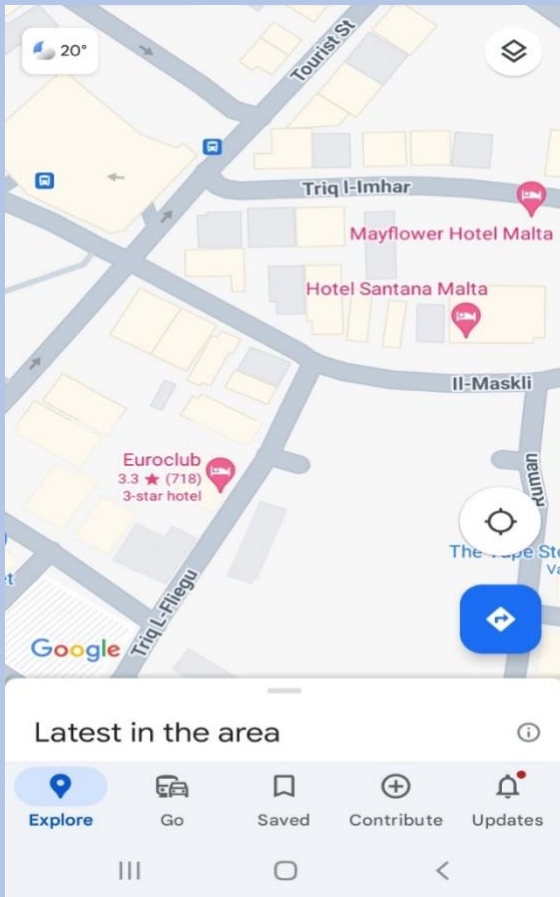 20°
Tourist St
Triq l-Imhar
Mayflower Hotel Malta
Hotel Santana Malta
Il-Maskli
Euroclub
3.3 ★ (718)
3-star hotel
Triq L-Fliegu
Google
Latest in the area
Explore
Go
Saved
Contribute
Updates